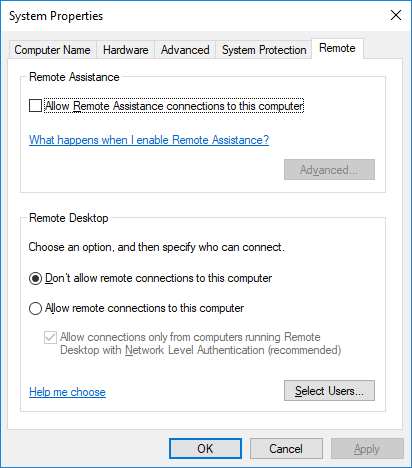 System Properties
Computer Name Hardware Advanced System Protection Remote
Remote Assistance
Allow Remote Assistance connections to this computer
What happens when I enable Remote Assistance?
Advanced...
Remote Desktop
Choose an option, and then specify who can connect.
Don't allow remote connections to this computer
Allow remote connections to this computer
Allow connections only from computers running Remote
Desktop with Network Level Authentication (recommended)
Help me choose Select Users...
OK Cancel Apply